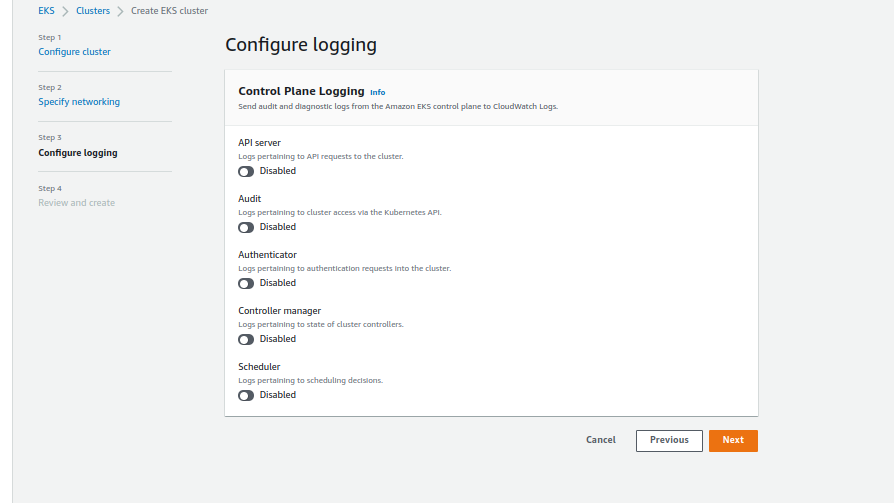 EKS > Clusters > Create EKS cluster
Step 1
Configure cluster
Step 2
Specify networking
Step 3
Configure logging
Step 4
Review and create
Configure logging
Control Plane Logging Info
Send audit and diagnostic logs from the Amazon EKS control plane to CloudWatch Logs.
API server
Logs pertaining to API requests to the cluster.
Disabled
Audit
Logs pertaining to cluster access via the Kubernetes API.
Disabled
Authenticator
Logs pertaining to authentication requests into the cluster.
Disabled
Controller manager
Logs pertaining to state of cluster controllers.
Disabled
Scheduler
Logs pertaining to scheduling decisions.
Disabled
Cancel Previous Next